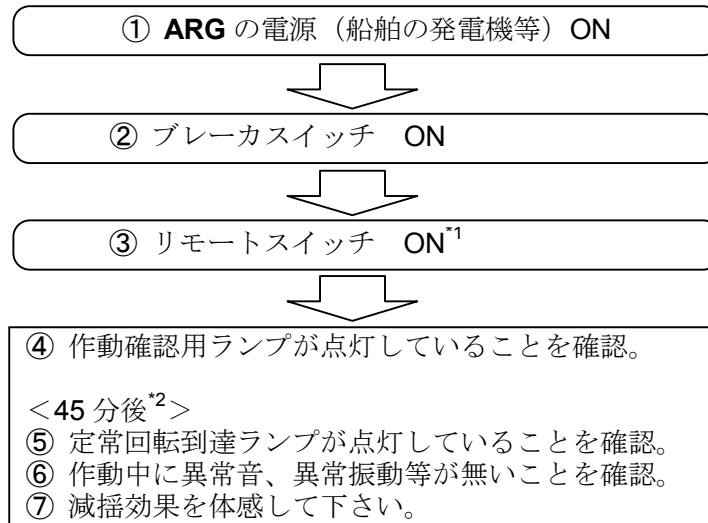 ① ARG の電源（船舶の発電機等）ON
② ブレーカスイッチ ON
③ リモートスイッチ ON*1
④ 作動確認用ランプが点灯していることを確認。
＜45 分後*2＞
⑤ 定常回転到達ランプが点灯していることを確認。
⑥ 作動中に異常音、異常振動等が無いことを確認。
⑦ 減揺効果を体感して下さい。